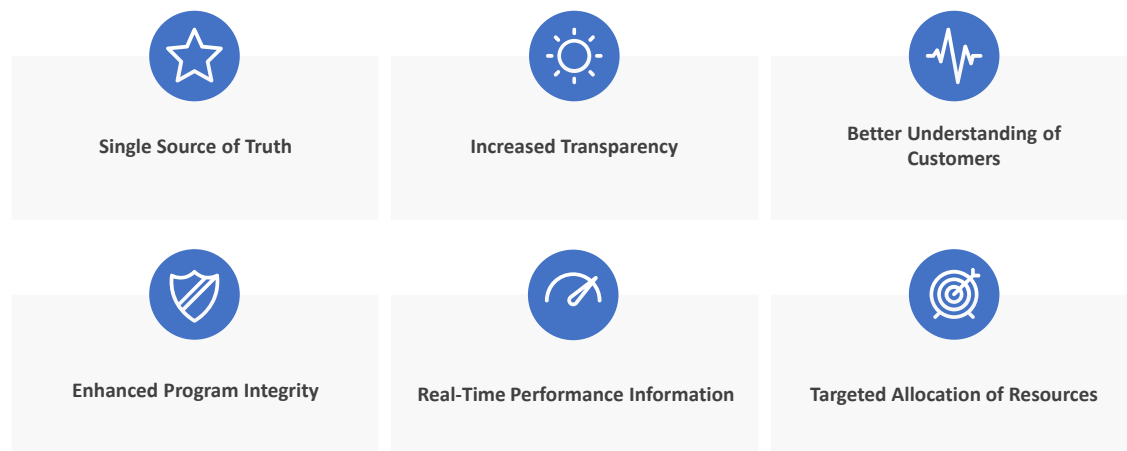 Single Source of Truth
Increased Transparency
Better Understanding of
Customers
Enhanced Program Integrity
Real-Time Performance Information
Targeted Allocation of Resources